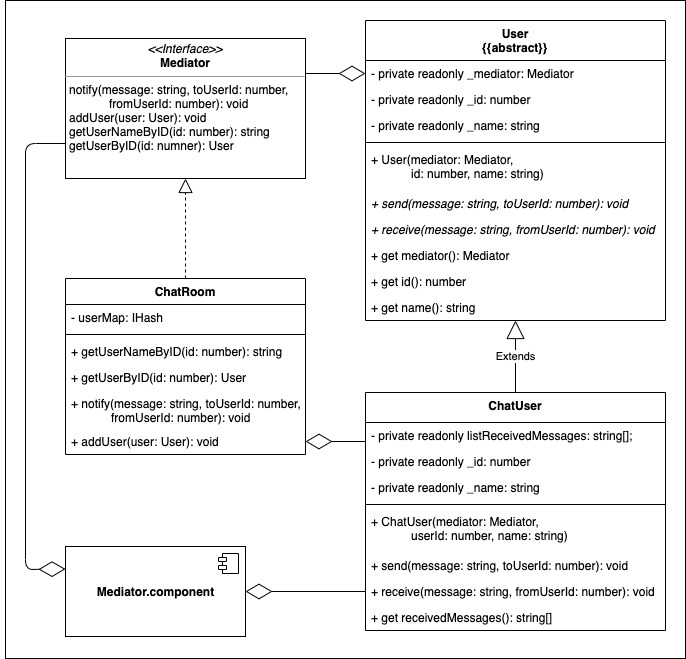 <<Interface>>
Mediator
notify(message: string, toUserId: number,
fromUserId: number): void
addUser(user: User): void
getUserNameByID(id: number): string
getUserByID(id: numner): User
User
{{abstract}}
- private readonly _mediator: Mediator
- private readonly _id: number
- private readonly _name: string
+ User(mediator: Mediator,
id: number, name: string)
+ send(message: string, toUserId: number): void
+ receive(message: string, fromUserId: number): void
+ get mediator(): Mediator
+ get id(): number
+ get name(): string
ChatRoom
- userMap: IHash
+ getUserNameByID(id: number): string
+ getUserByID(id: number): User
+ notify(message: string, toUserId: number,
fromUserId: number): void
+ addUser(user: User): void
Extends
ChatUser
- private readonly listReceivedMessages: string[];
- private readonly _id: number
- private readonly _name: string
+ ChatUser(mediator: Mediator,
userId: number, name: string)
+ send(message: string, toUserId: number): void
+ receive(message: string, fromUserId: number): void
+ get receivedMessages(): string[]
Mediator.component